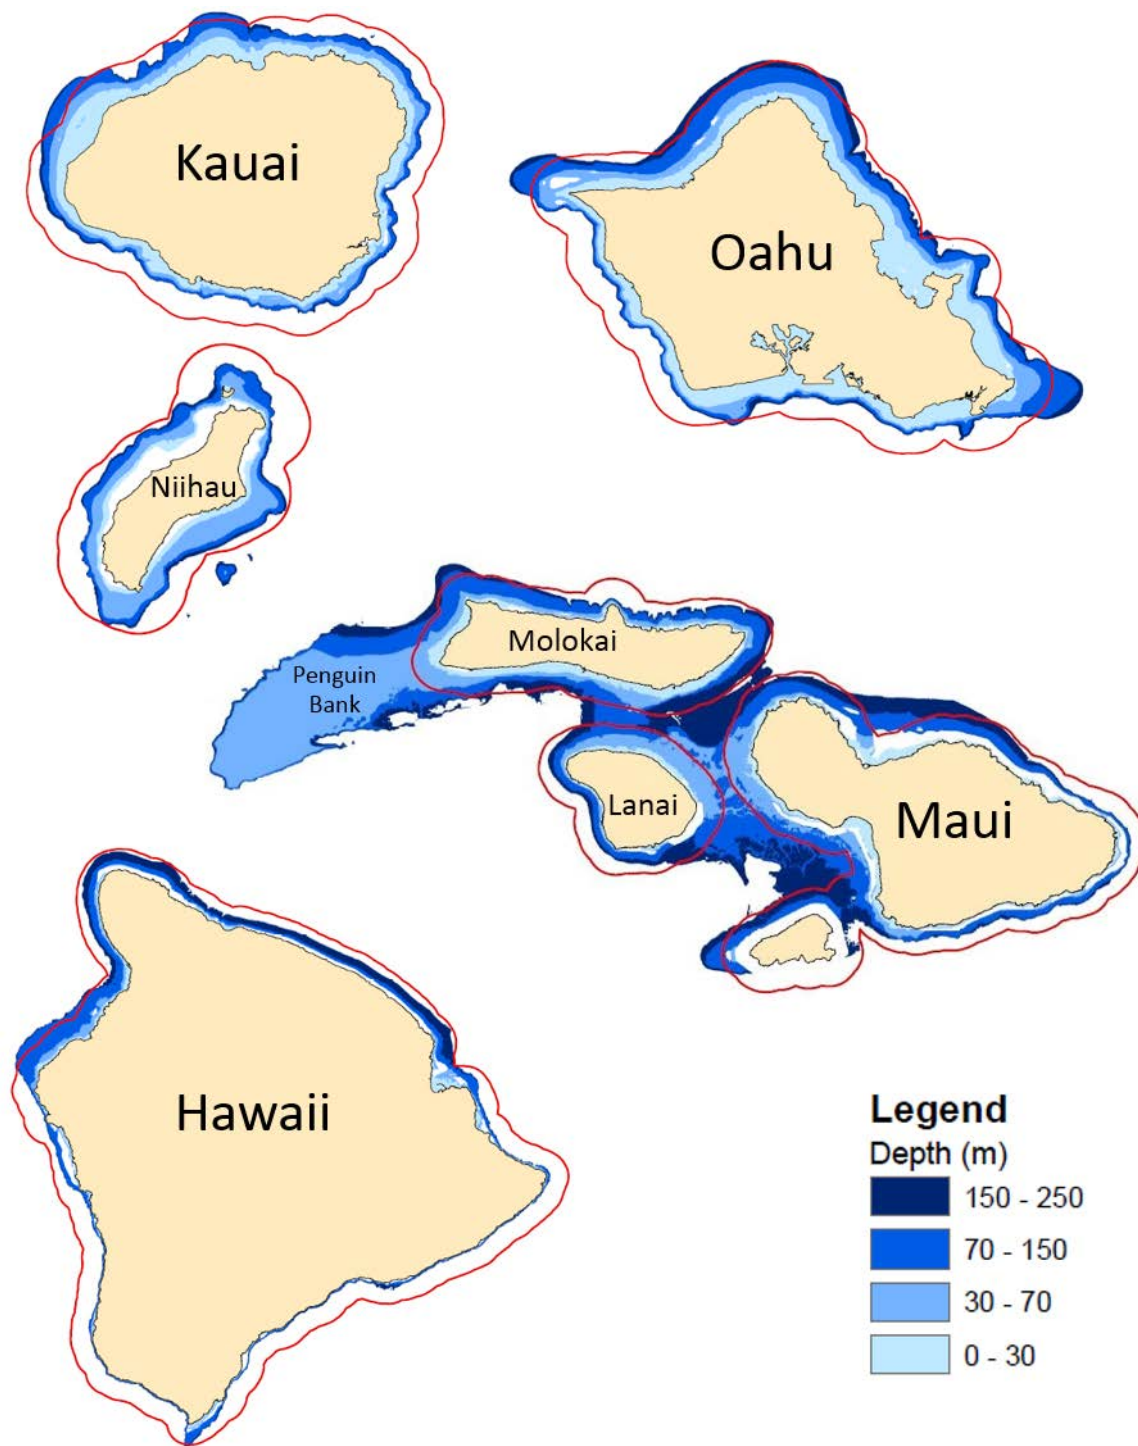 Kauai
Oahu
Niihau
Molokai
Penguin
Bank
Lanai
Maui
Hawaii
Legend
Depth (m)
150 - 250
70 - 150
30 - 70
0 - 30